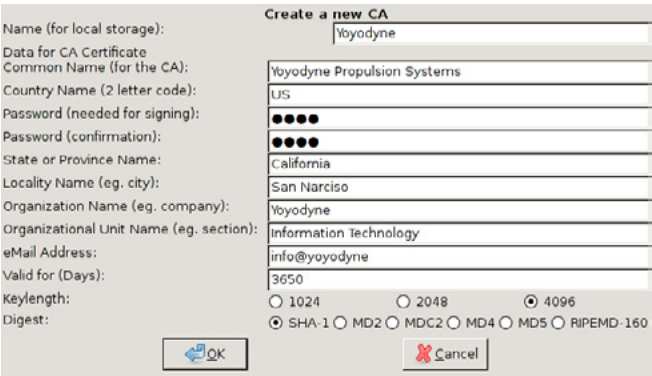 Create a new CA
Name (for local storage): Yoyodyne
Data for CA Certificate
Common Name (for the CA): Yoyodyne Propulsion Systems
Country Name (2 letter code): US
Password (needed for signing): ●●●●
Password (confirmation): ●●●●
State or Province Name: California
Locality Name (eg. city): San Narciso
Organization Name (eg. company): Yoyodyne
Organizational Unit Name (eg. section): Information Technology
eMail Address: info@yoyodyne
Valid for (Days): 3650
Keylength: 1024 2048 4096
Digest: SHA-1 MD2 MDC2 MD4 MD5 RIPEMD-160
OK Cancel